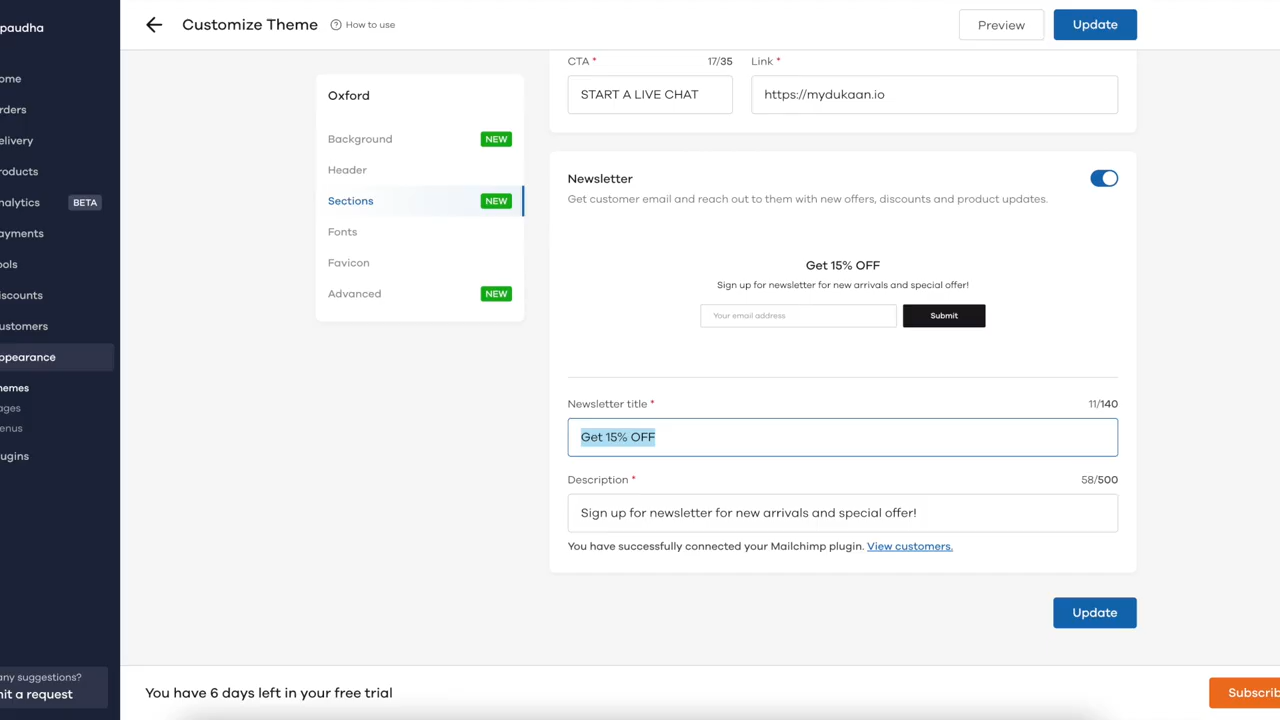 paudha
ome
rders
elivery
roducts
nalytics BETA
ayments
ools
iscounts
ustomers
ppearance
hemes
ages
enus
lugins
any suggestions?
nit a request
Customize Theme How to use
Preview
Update
Oxford
Background NEW
Header
Sections NEW
Fonts
Favicon
Advanced NEW
CTA * 17/35 Link *
START A LIVE CHAT https://mydukaan.io
Newsletter
Get customer email and reach out to them with new offers, discounts and product updates.
Get 15% OFF
Sign up for newsletter for new arrivals and special offer!
Your email address Submit
Newsletter title * 11/140
Get 15% OFF
Description * 58/500
Sign up for newsletter for new arrivals and special offer!
You have successfully connected your Mailchimp plugin. View customers.
Update
You have 6 days left in your free trial
Subscrib